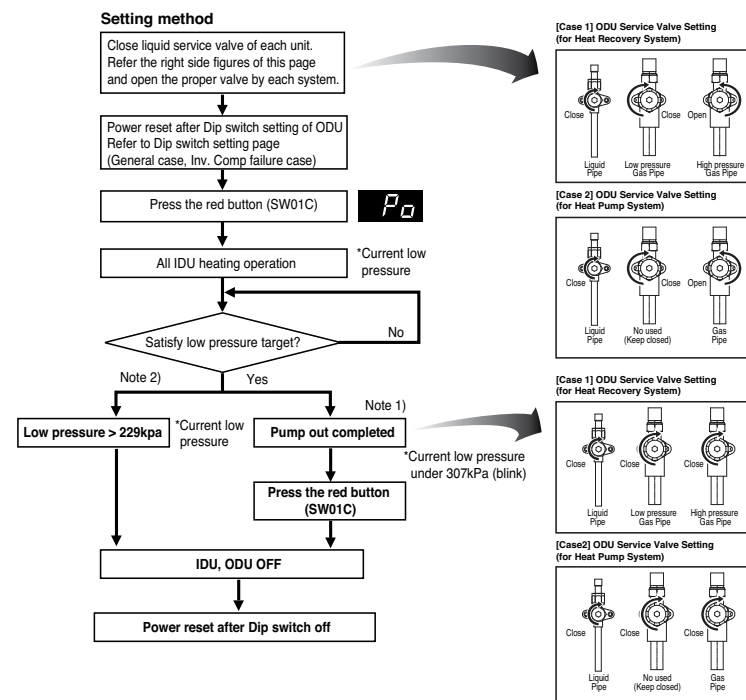 Setting method
Close liquid service valve of each unit.
Refer the right side figures of this page
and open the proper valve by each system.
Power reset after Dip switch setting of ODU
Refer to Dip switch setting page
(General case, Inv. Comp failure case)
Press the red button (SW01C)
Po
All IDU heating operation
*Current low
pressure
Satisfy low pressure target?
No
Note 2)
Yes
Note 1)
Low pressure > 229kpa
*Current low
pressure
Pump out completed
*Current low pressure
under 307kPa (blink)
Press the red button
(SW01C)
IDU, ODU OFF
Power reset after Dip switch off
[Case 1] ODU Service Valve Setting
(for Heat Recovery System)
Close
Close
Open
Liquid
Pipe
Low pressure
Gas Pipe
High pressure
Gas Pipe
[Case 2] ODU Service Valve Setting
(for Heat Pump System)
Close
Close
Open
Liquid
Pipe
No used
(Keep closed)
Gas
Pipe
[Case 1] ODU Service Valve Setting
(for Heat Recovery System)
Close
Close
Close
Liquid
Pipe
Low pressure
Gas Pipe
High pressure
Gas Pipe
[Case2] ODU Service Valve Setting
(for Heat Pump System)
Close
Close
Close
Liquid
Pipe
No used
(Keep closed)
Gas
Pipe